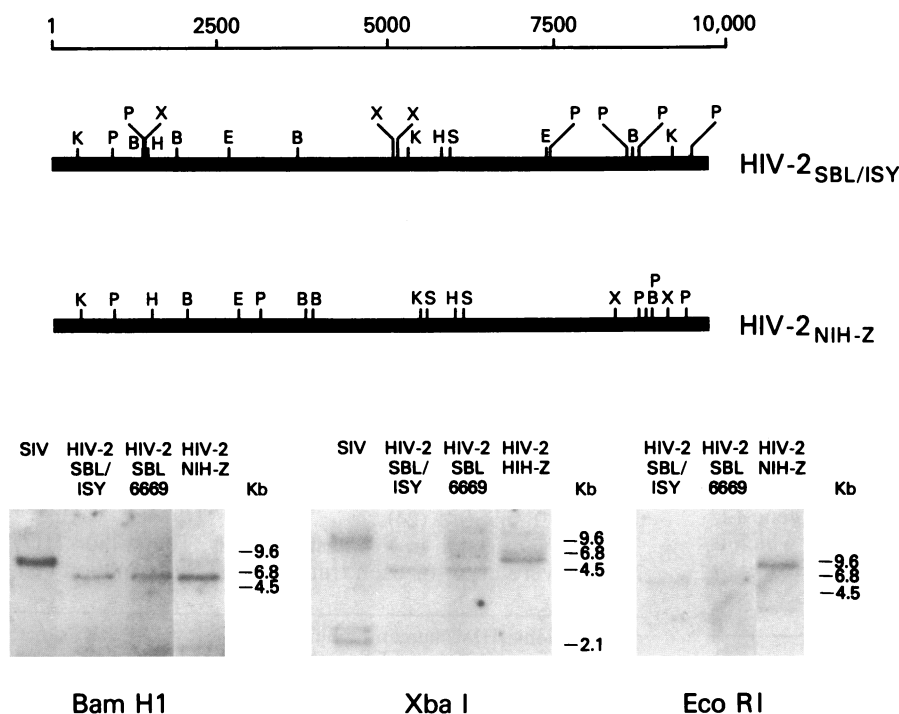 1 2500 5000 7500 10,000
P X X X P P P P
K P B H B E B K H S E B K
HIV-2SBL/ISY
P
K P H B E P B B K S H S X P B X P
HIV-2NIH-Z
SIV HIV-2 HIV-2 HIV-2
SBL/ SBL NIH-Z
ISY 6669 Kb
–9.6
–6.8
–4.5
Bam H1
SIV HIV-2 HIV-2 HIV-2
SBL/ SBL HIH-Z
ISY 6669 Kb
–9.6
–6.8
–4.5
–2.1
Xba I
HIV-2 HIV-2 HIV-2
SBL/ SBL NIH-Z
ISY 6669 Kb
–9.6
–6.8
–4.5
Eco RI